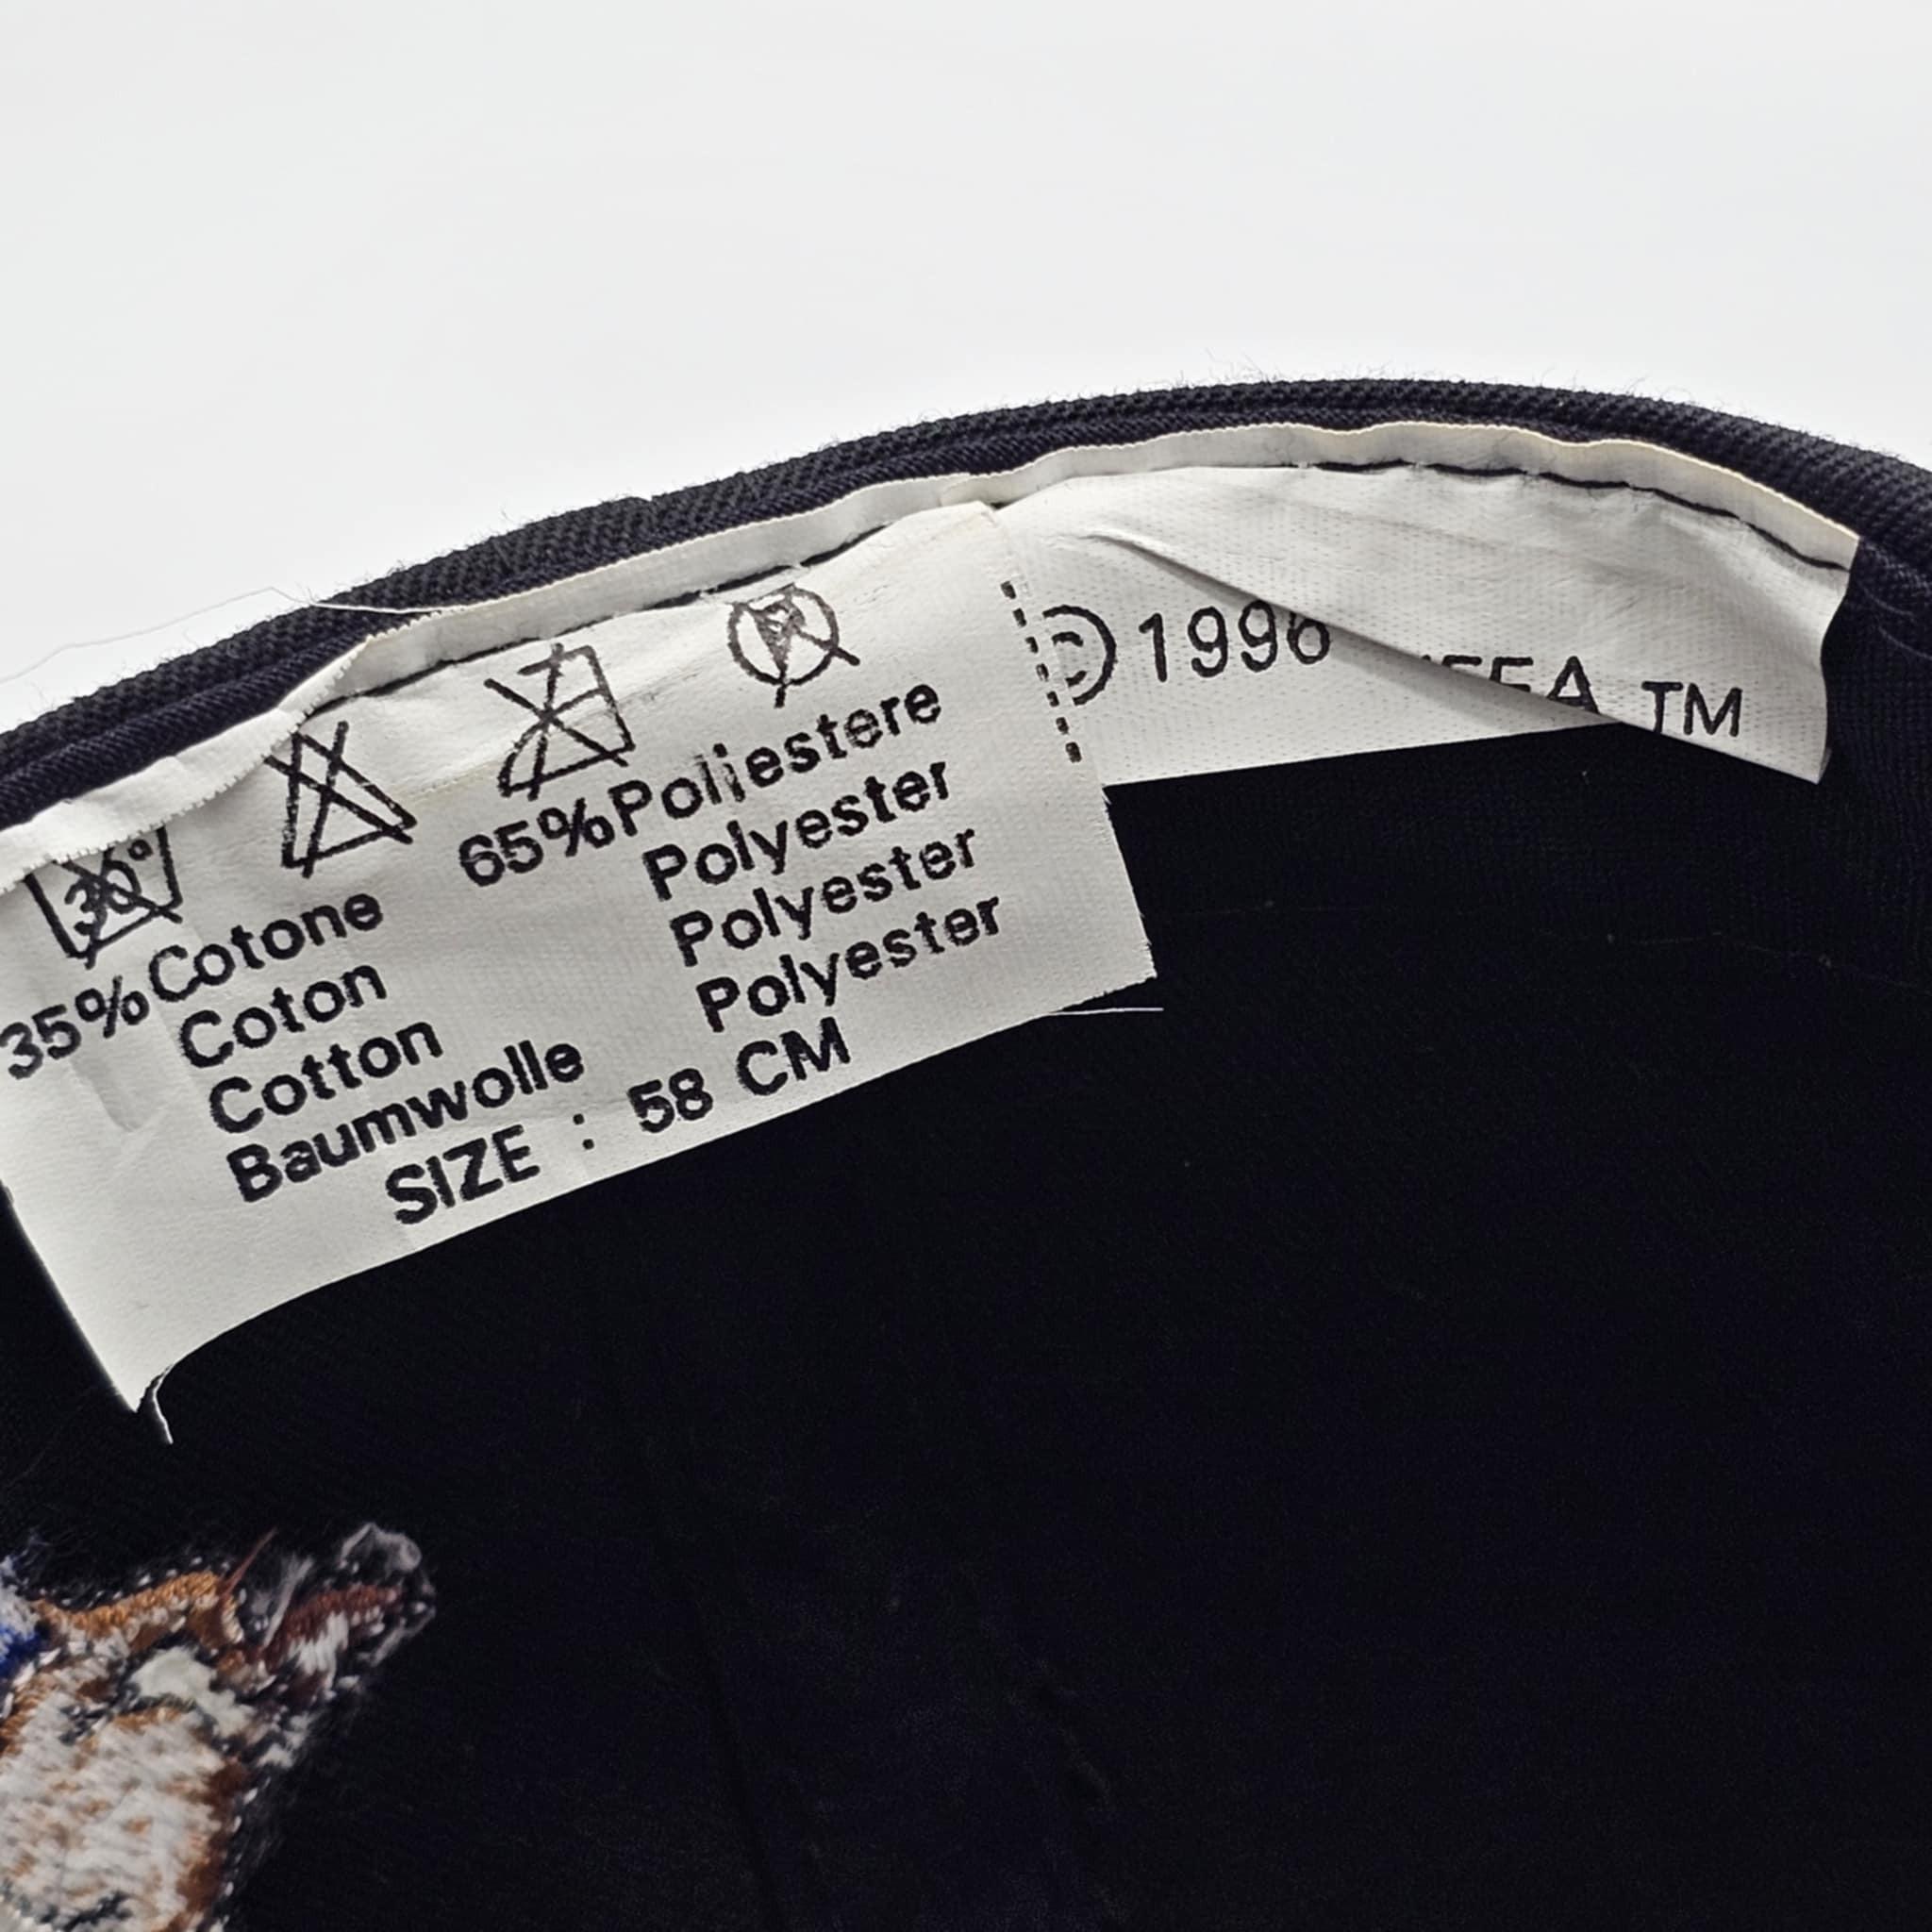 30°
35% Cotone 65% Poliestere
Coton Polyester
Cotton Polyester
Baumwolle Polyester
SIZE : 58 CM
© 1996 TM